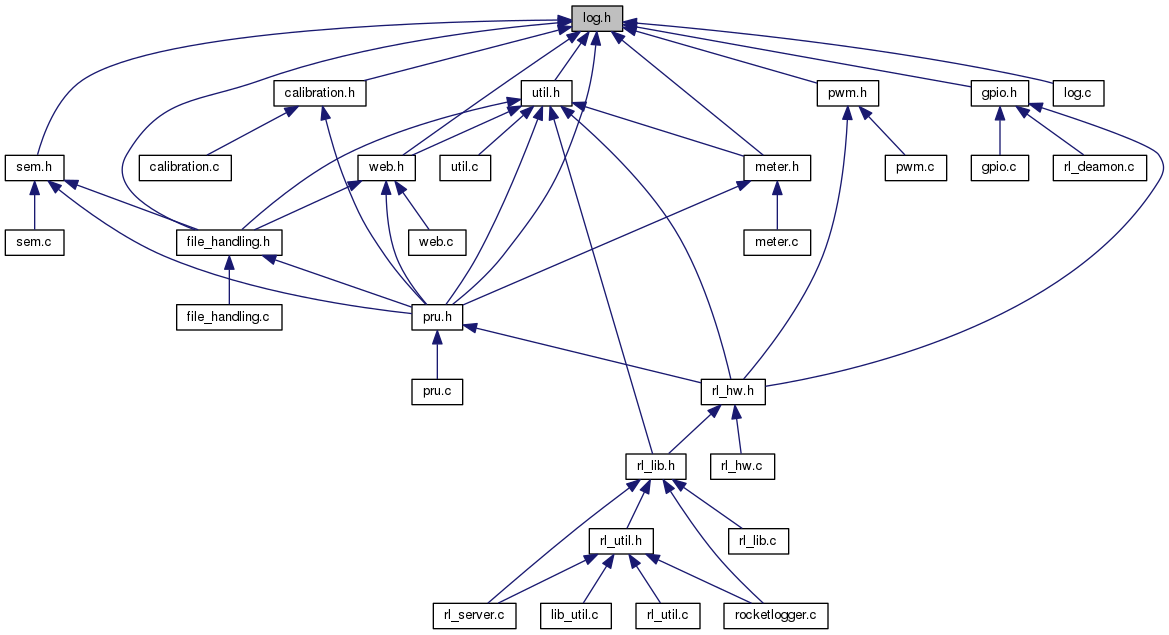 log.h
calibration.h
util.h
pwm.h
gpio.h
log.c
sem.h
calibration.c
web.h
util.c
meter.h
pwm.c
gpio.c
rl_deamon.c
sem.c
file_handling.h
web.c
meter.c
file_handling.c
pru.h
pru.c
rl_hw.h
rl_lib.h
rl_hw.c
rl_util.h
rl_lib.c
rl_server.c
lib_util.c
rl_util.c
rocketlogger.c